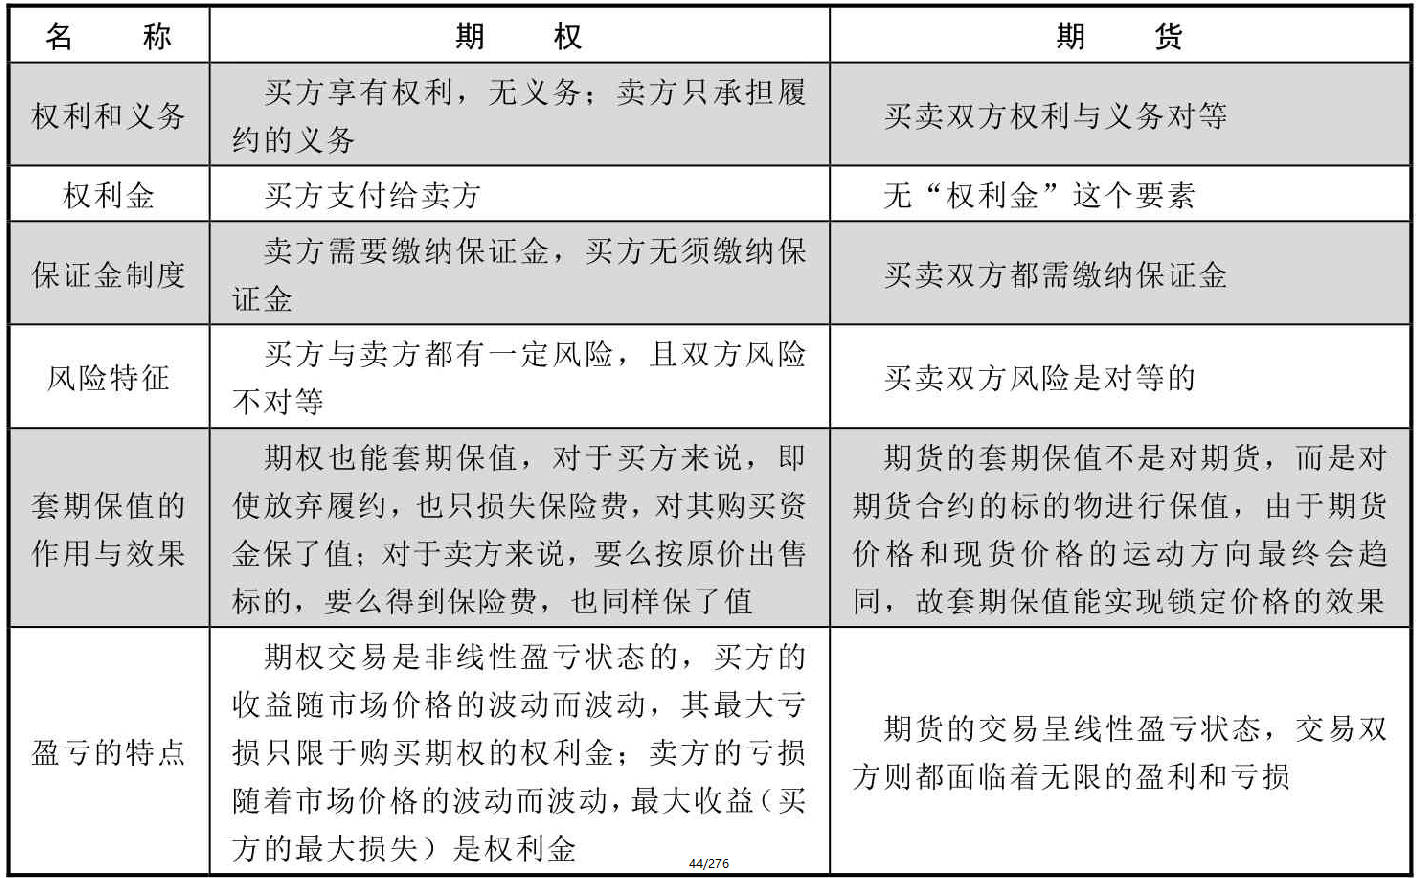 名 称 期 权 期 货
权利和义务
买方享有权利，无义务；卖方只承担履
约的义务
买卖双方权利与义务对等
权利金
买方支付给卖方
无“权利金”这个要素
保证金制度
卖方需要缴纳保证金，买方无须缴纳保
证金
买卖双方都需缴纳保证金
风险特征
买方与卖方都有一定风险，且双方风险
不对等
买卖双方风险是对等的
套期保值的
作用与效果
期权也能套期保值，对于买方来说，即
使放弃履约，也只损失保险费，对其购买资
金保了值；对于卖方来说，要么按原价出售
标的，要么得到保险费，也同样保了值
期货的套期保值不是对期货，而是对
期货合约的标的物进行保值，由于期货
价格和现货价格的运动方向最终会趋
同，故套期保值能实现锁定价格的效果
盈亏的特点
期权交易是非线性盈亏状态的，买方的
收益随市场价格的波动而波动，其最大亏
损只限于购买期权的权利金；卖方的亏损
随着市场价格的波动而波动，最大收益（买
方的最大损失）是权利金
期货的交易呈线性盈亏状态，交易双
方则都面临着无限的盈利和亏损
44/276